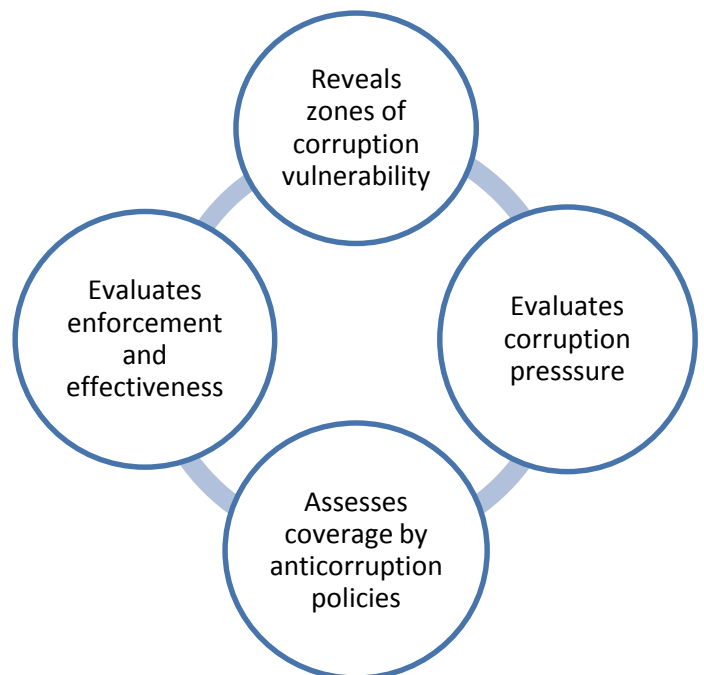 Reveals
zones of
corruption
vulnerability
Evaluates
corruption
presssure
Assesses
coverage by
anticorruption
policies
Evaluates
enforcement
and
effectiveness